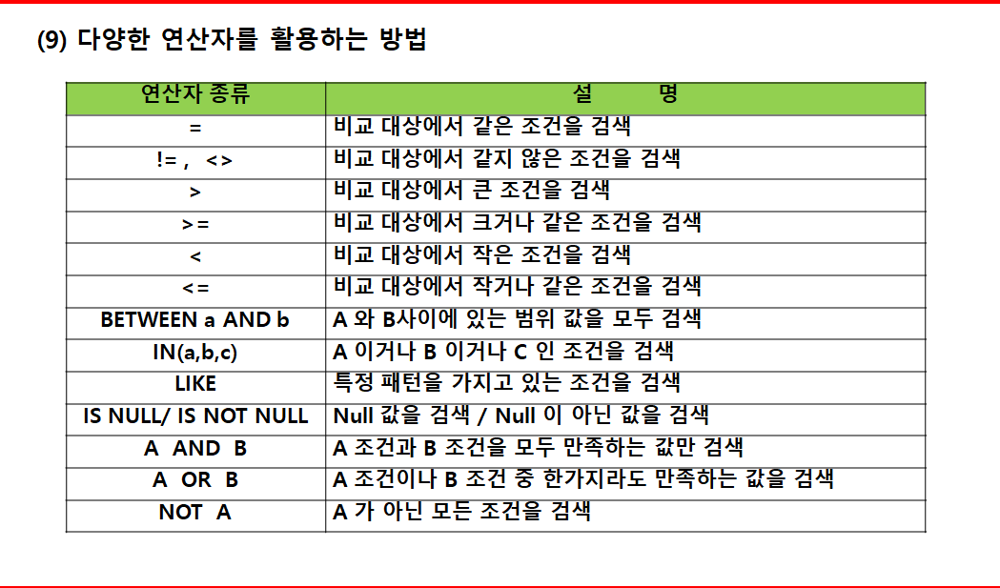 (9) 다양한 연산자를 활용하는 방법
연산자 종류 설 명
= 비교 대상에서 같은 조건을 검색
!= , <> 비교 대상에서 같지 않은 조건을 검색
> 비교 대상에서 큰 조건을 검색
>= 비교 대상에서 크거나 같은 조건을 검색
< 비교 대상에서 작은 조건을 검색
<= 비교 대상에서 작거나 같은 조건을 검색
BETWEEN a AND b A 와 B사이에 있는 범위 값을 모두 검색
IN(a,b,c) A 이거나 B 이거나 C 인 조건을 검색
LIKE 특정 패턴을 가지고 있는 조건을 검색
IS NULL/ IS NOT NULL Null 값을 검색 / Null 이 아닌 값을 검색
A AND B A 조건과 B 조건을 모두 만족하는 값만 검색
A OR B A 조건이나 B 조건 중 한가지라도 만족하는 값을 검색
NOT A A 가 아닌 모든 조건을 검색